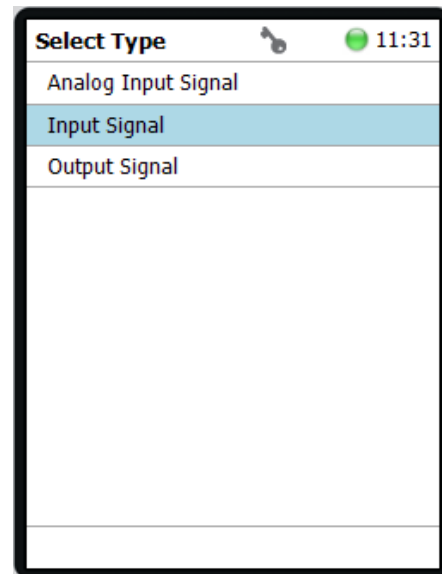 Select Type 11:31
Analog Input Signal
Input Signal
Output Signal